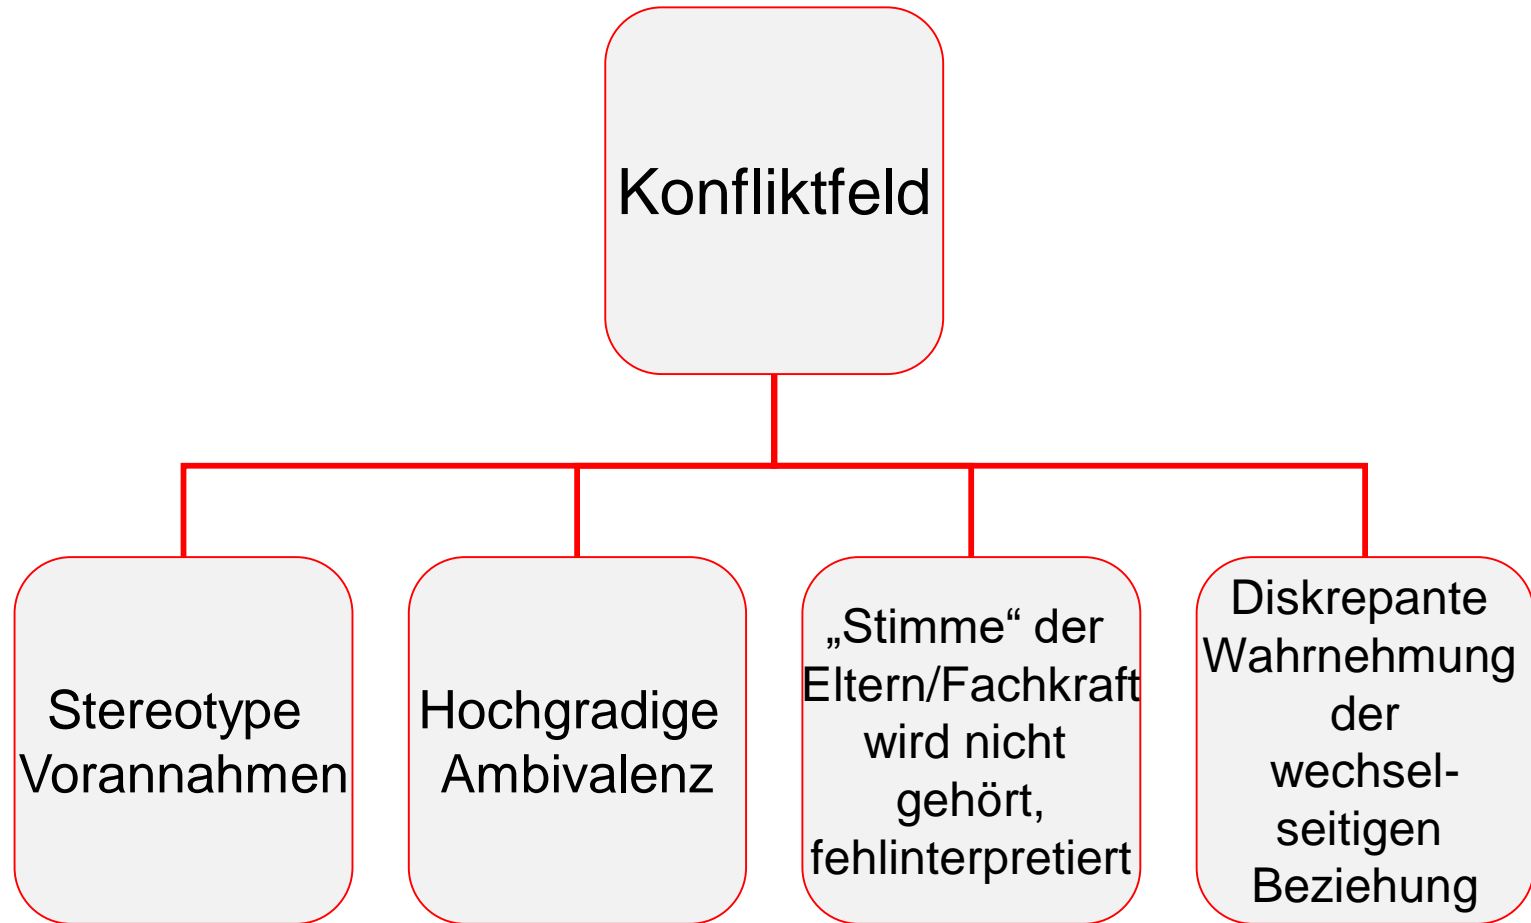 Konfliktfeld
Stereotype
Vorannahmen
Hochgradige
Ambivalenz
„Stimme“ der
Eltern/Fachkraft
wird nicht
gehört,
fehlinterpretiert
Diskrepante
Wahrnehmung
der
wechsel-
seitigen
Beziehung